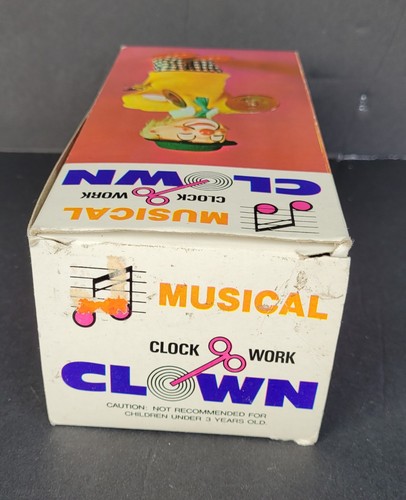 CLOWN
CLOCK WORK
MUSICAL
MUSICAL
CLOCK WORK
CLOWN
CAUTION: NOT RECOMMENDED FOR
CHILDREN UNDER 3 YEARS OLD.